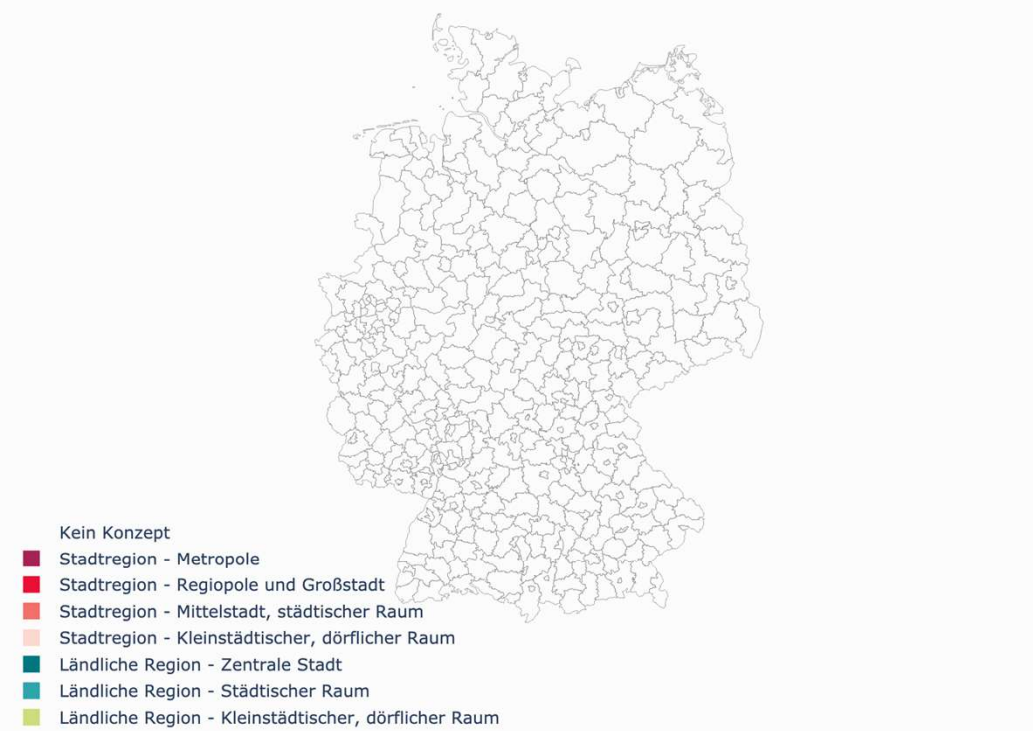 Kein Konzept
Stadtregion - Metropole
Stadtregion - Regiopole und Großstadt
Stadtregion - Mittelstadt, städtischer Raum
Stadtregion - Kleinstädtischer, dörflicher Raum
Ländliche Region - Zentrale Stadt
Ländliche Region - Städtischer Raum
Ländliche Region - Kleinstädtischer, dörflicher Raum